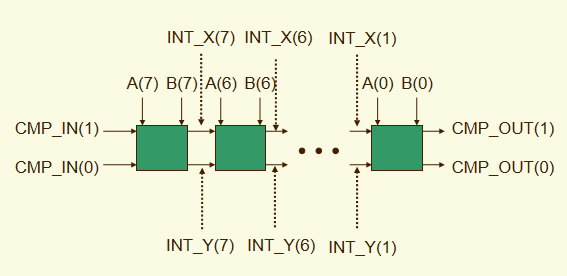 INT_X(7) INT_X(6) INT_X(1)
A(7) B(7) A(6) B(6) A(0) B(0)
CMP_IN(1) CMP_OUT(1)
CMP_IN(0) CMP_OUT(0)
INT_Y(7) INT_Y(6) INT_Y(1)